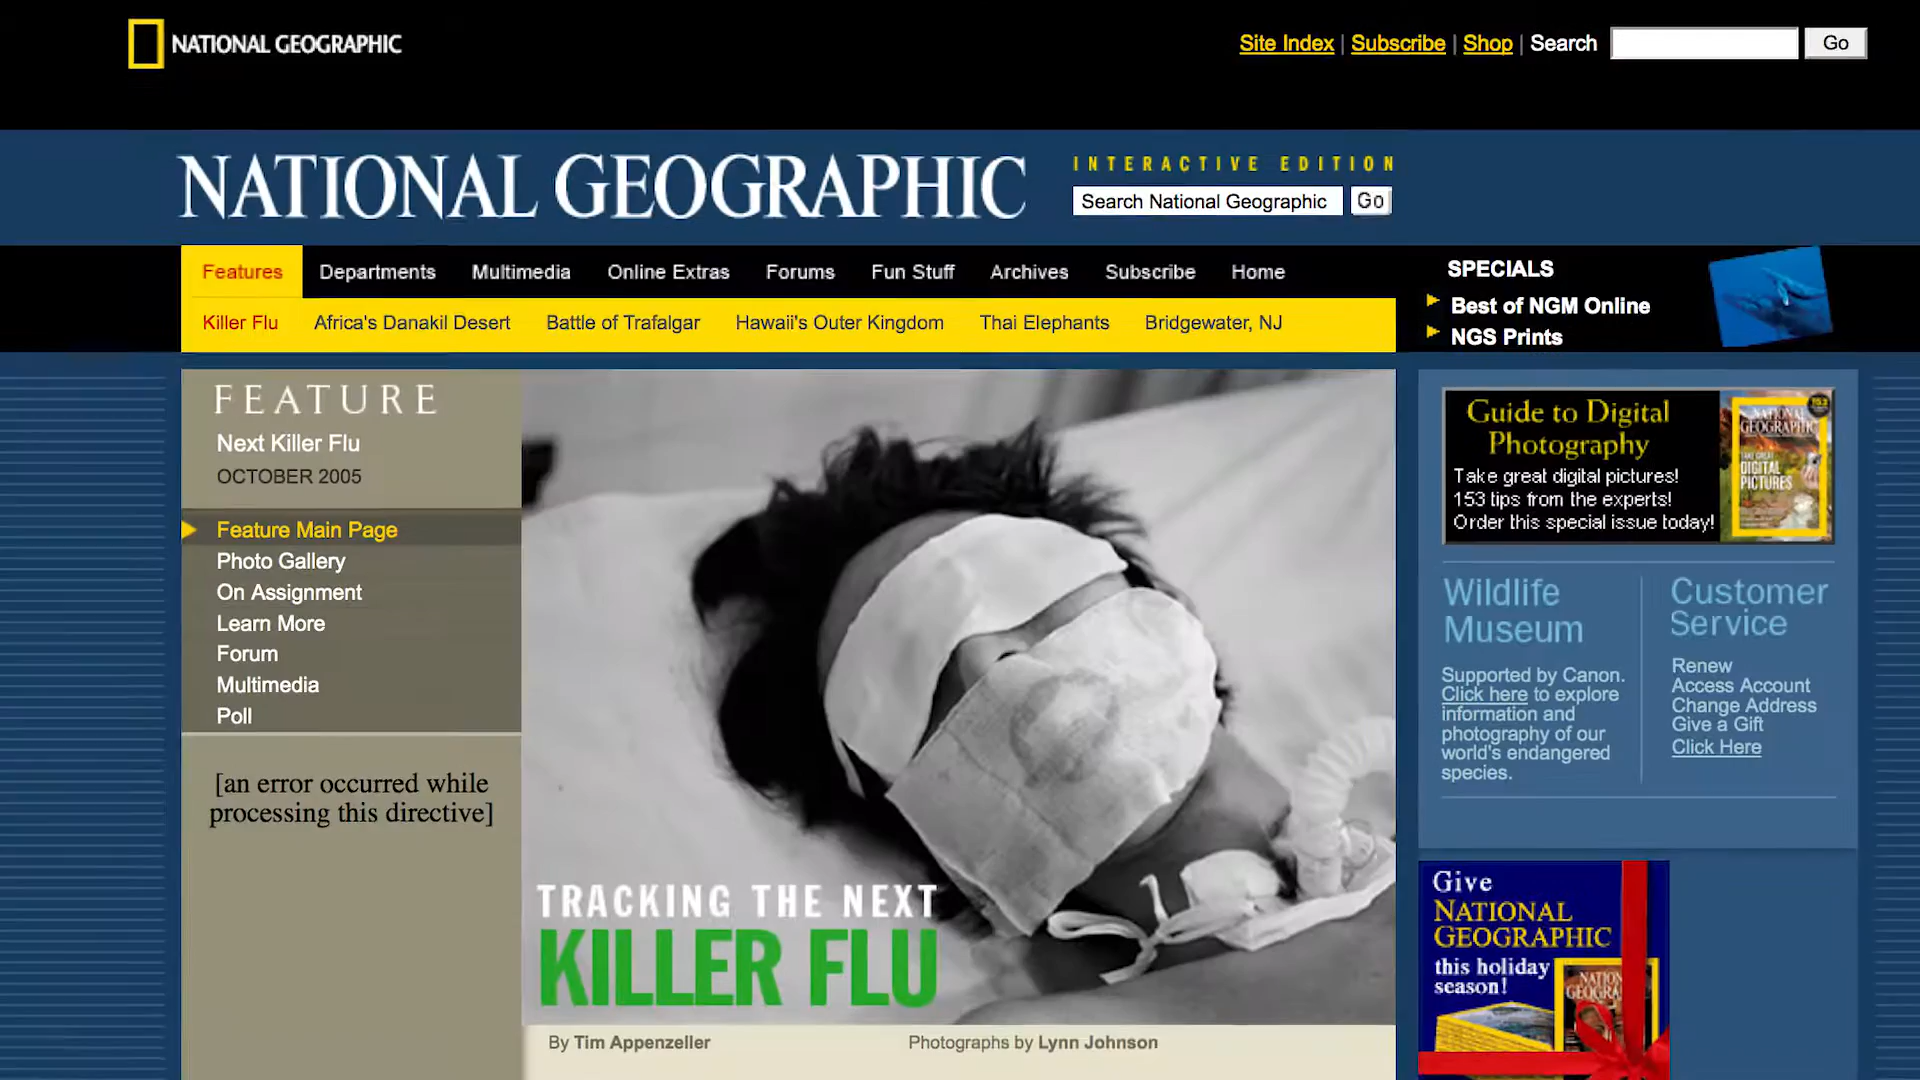 NATIONAL GEOGRAPHIC
Site Index | Subscribe | Shop | Search
Go
NATIONAL GEOGRAPHIC
INTERACTIVE EDITION
Search National Geographic
Go
Features Departments Multimedia Online Extras Forums Fun Stuff Archives Subscribe Home
Killer Flu Africa's Danakil Desert Battle of Trafalgar Hawaii's Outer Kingdom Thai Elephants Bridgewater, NJ
SPECIALS
Best of NGM Online
NGS Prints
FEATURE
Next Killer Flu
OCTOBER 2005
Feature Main Page
Photo Gallery
On Assignment
Learn More
Forum
Multimedia
Poll
[an error occurred while
processing this directive]
TRACKING THE NEXT
KILLER FLU
By Tim Appenzeller
Photographs by Lynn Johnson
Guide to Digital
Photography
Take great digital pictures!
153 tips from the experts!
Order this special issue today!
NATIONAL
GEOGRAPHIC
TAKE GREAT
DIGITAL
PICTURES
Wildlife
Museum
Supported by Canon.
Click here to explore
information and
photography of our
world's endangered
species.
Customer
Service
Renew
Access Account
Change Address
Give a Gift
Click Here
Give
NATIONAL
GEOGRAPHIC
this holiday
season!